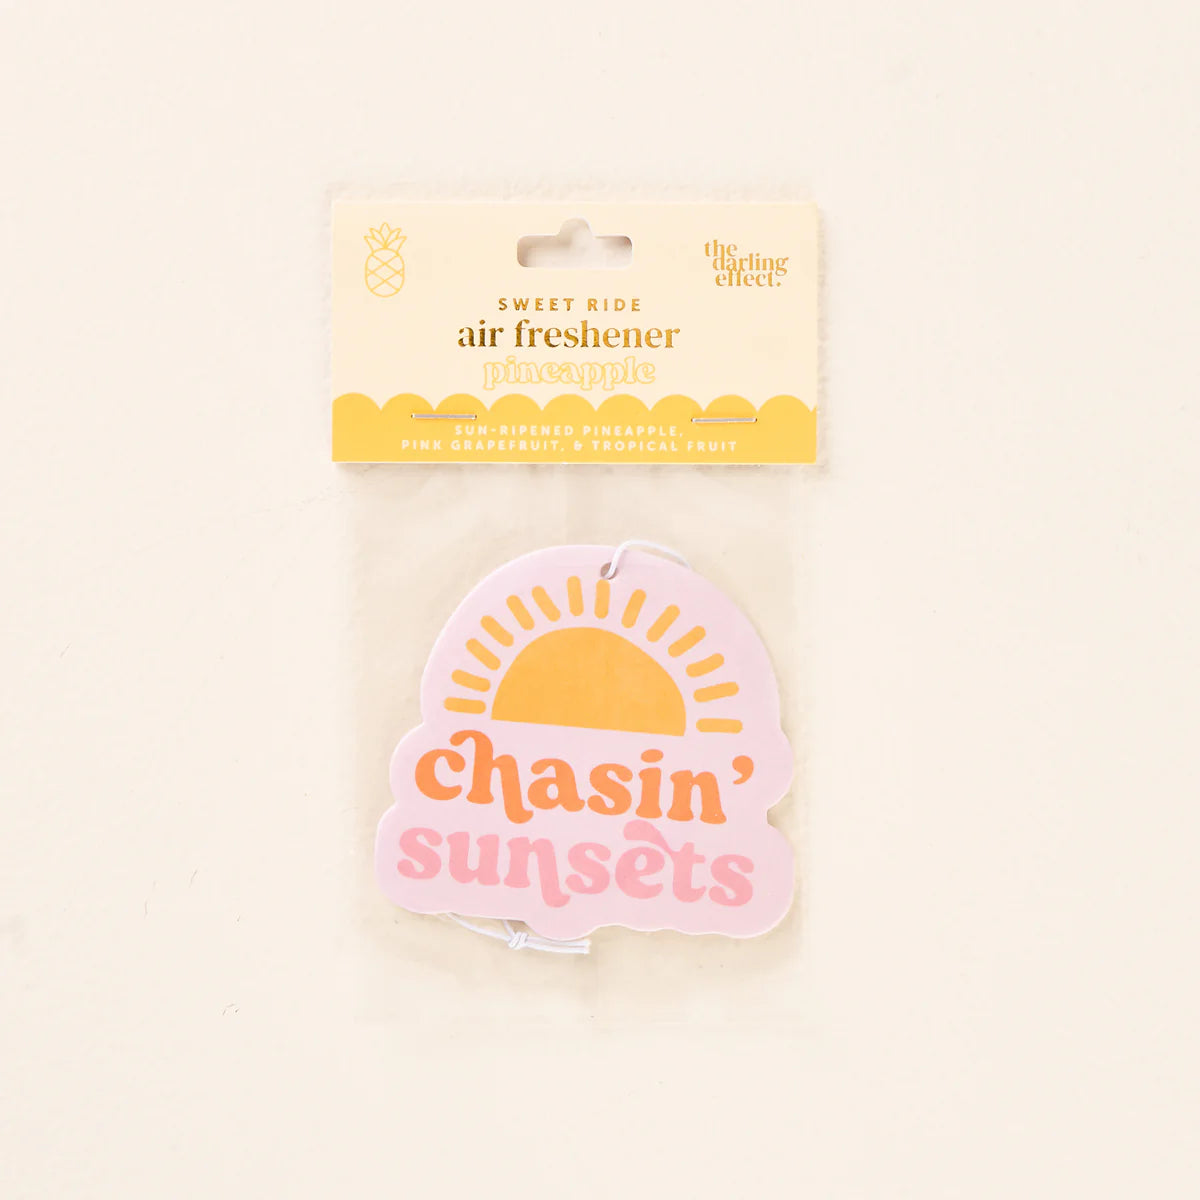 the
darling
effect.
SWEET RIDE
air freshener
pineapple
SUN-RIPENED PINEAPPLE,
PINK GRAPEFRUIT, & TROPICAL FRUIT
chasin'
sunsets